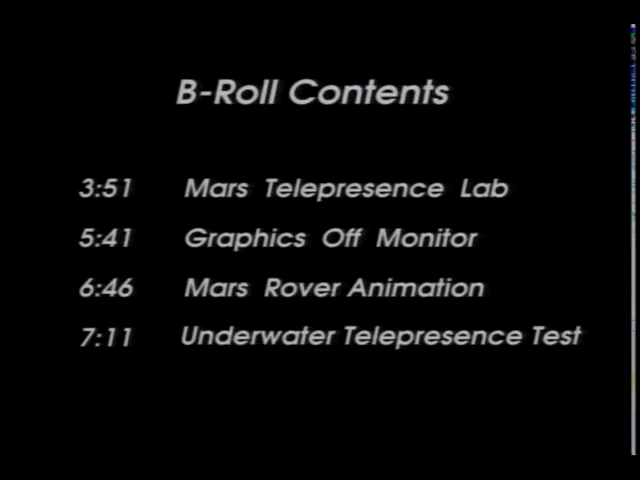 B-Roll Contents
3:51 Mars Telepresence Lab
5:41 Graphics Off Monitor
6:46 Mars Rover Animation
7:11 Underwater Telepresence Test